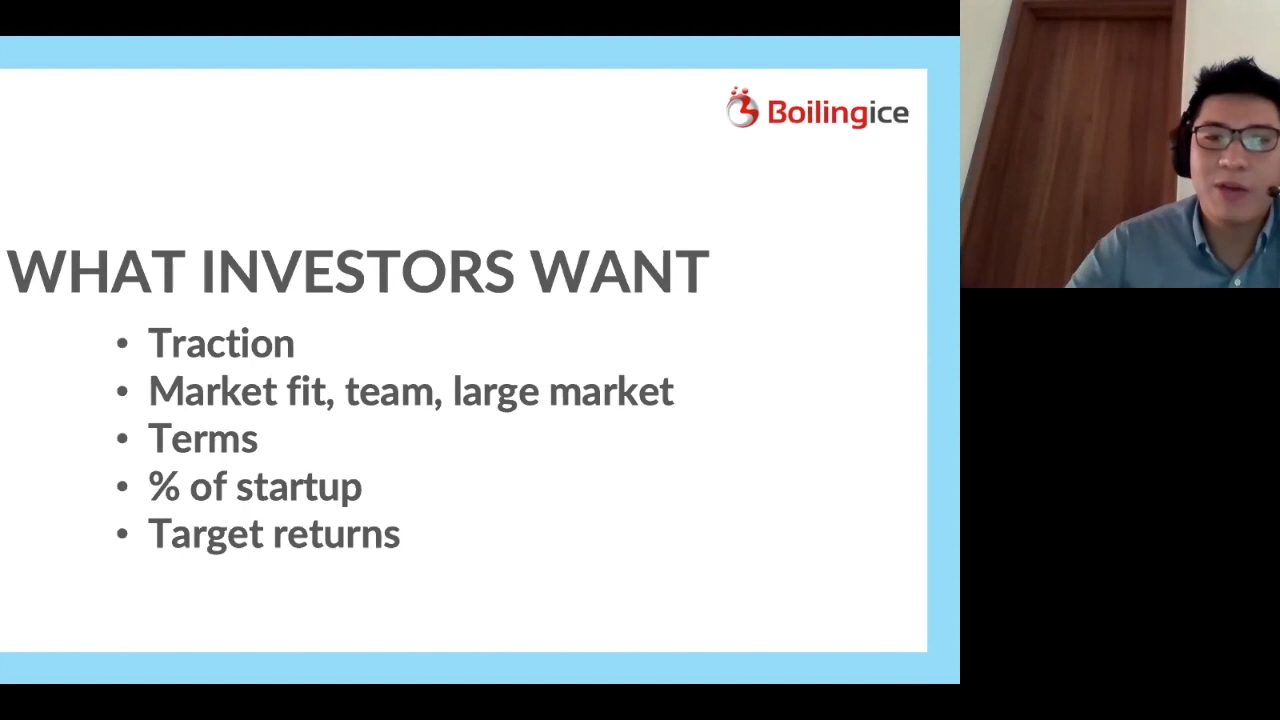 Boilingice
WHAT INVESTORS WANT
• Traction
• Market fit, team, large market
• Terms
• % of startup
• Target returns